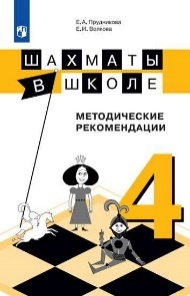 Е.А. Прудникова
Е.И. Волкова
ШАХМАТЫ
В ШКОЛЕ
МЕТОДИЧЕСКИЕ
РЕКОМЕНДАЦИИ
4